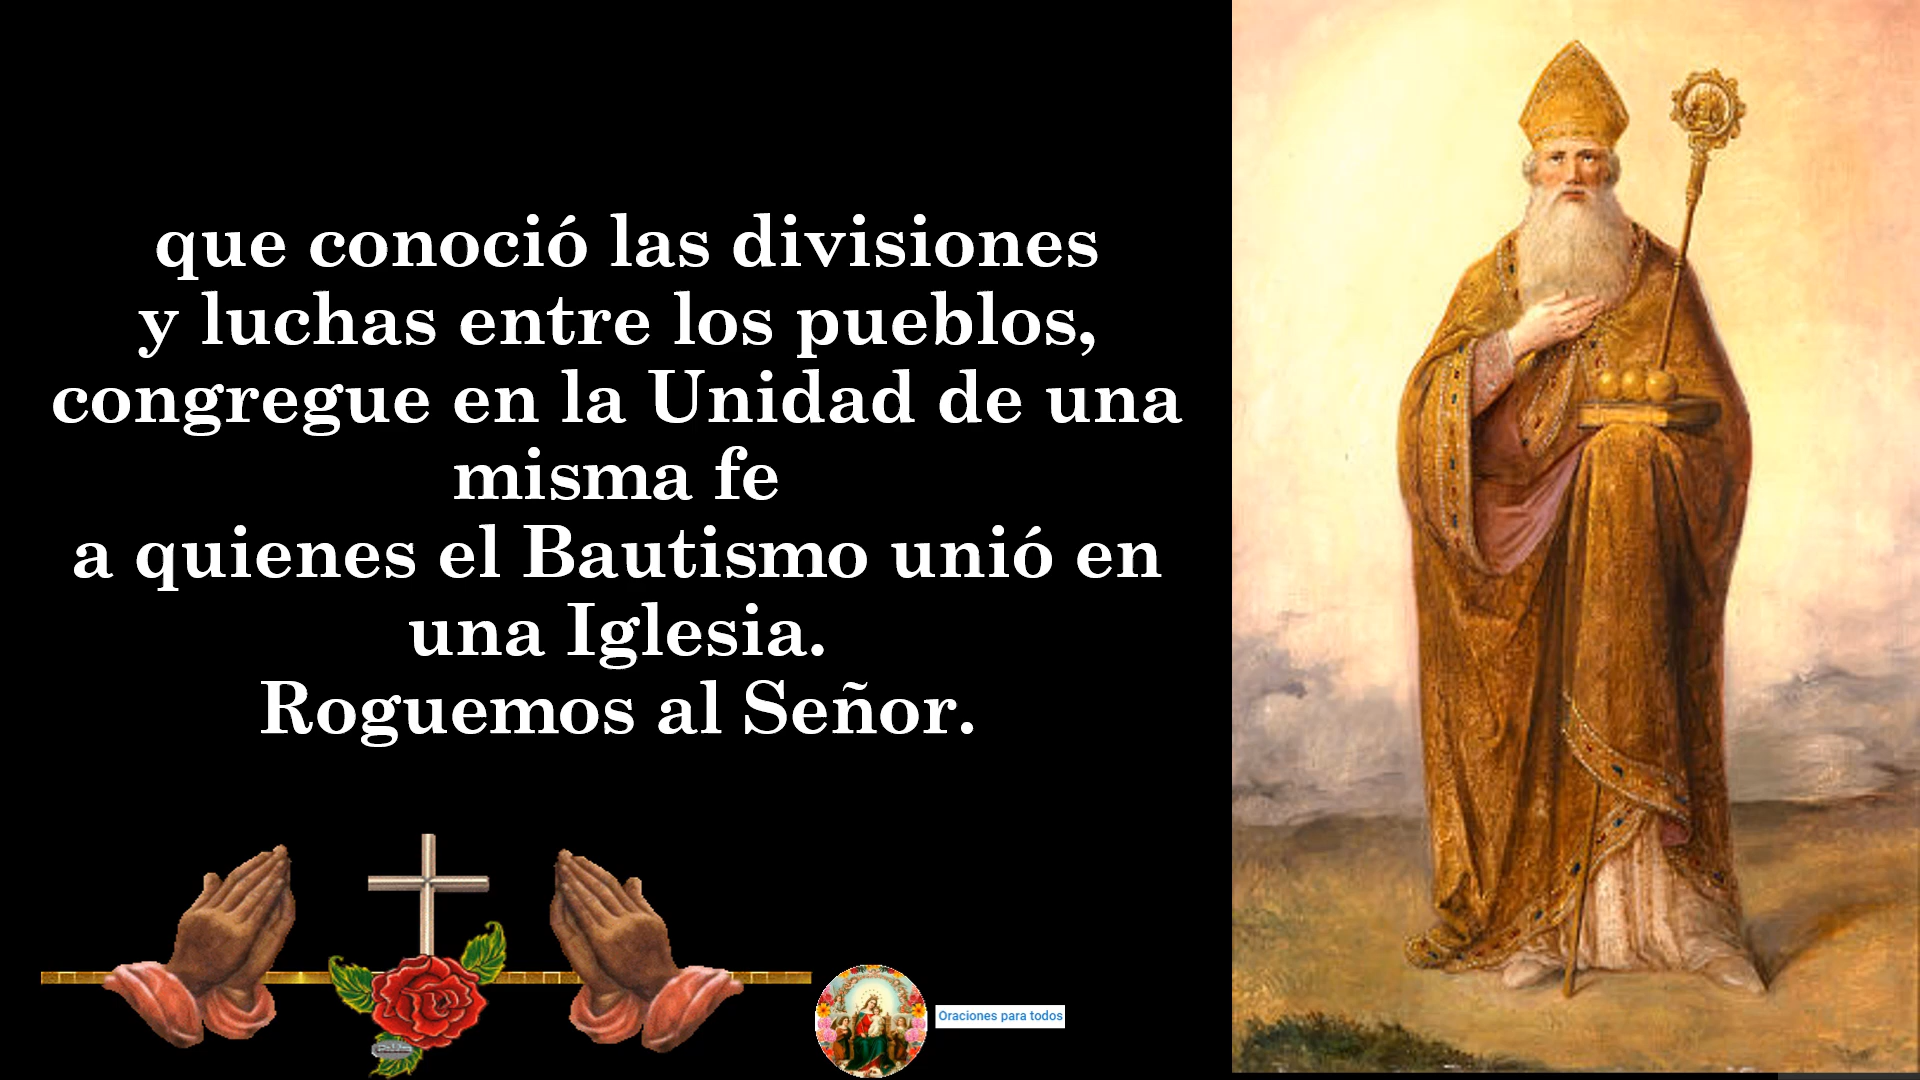 que conoció las divisiones
y luchas entre los pueblos,
congregue en la Unidad de una
misma fe
a quienes el Bautismo unió en
una Iglesia.
Roguemos al Señor.
Oraciones para todos